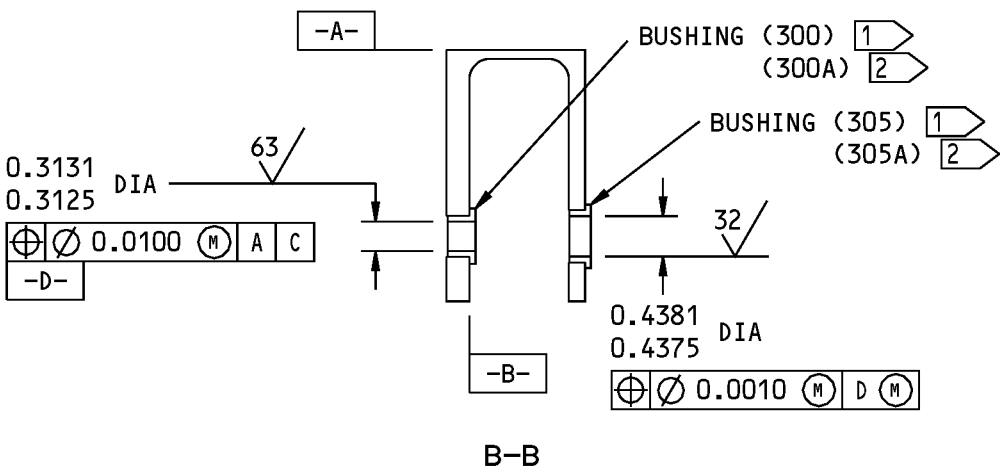 -A-
BUSHING (300) 1
(300A) 2
BUSHING (305) 1
(305A) 2
63
0.3131
0.3125
DIA
⌖ ⌀ 0.0100 Ⓜ A C
-D-
32
0.4381
0.4375
DIA
⌖ ⌀ 0.0010 Ⓜ D Ⓜ
-B-
B-B